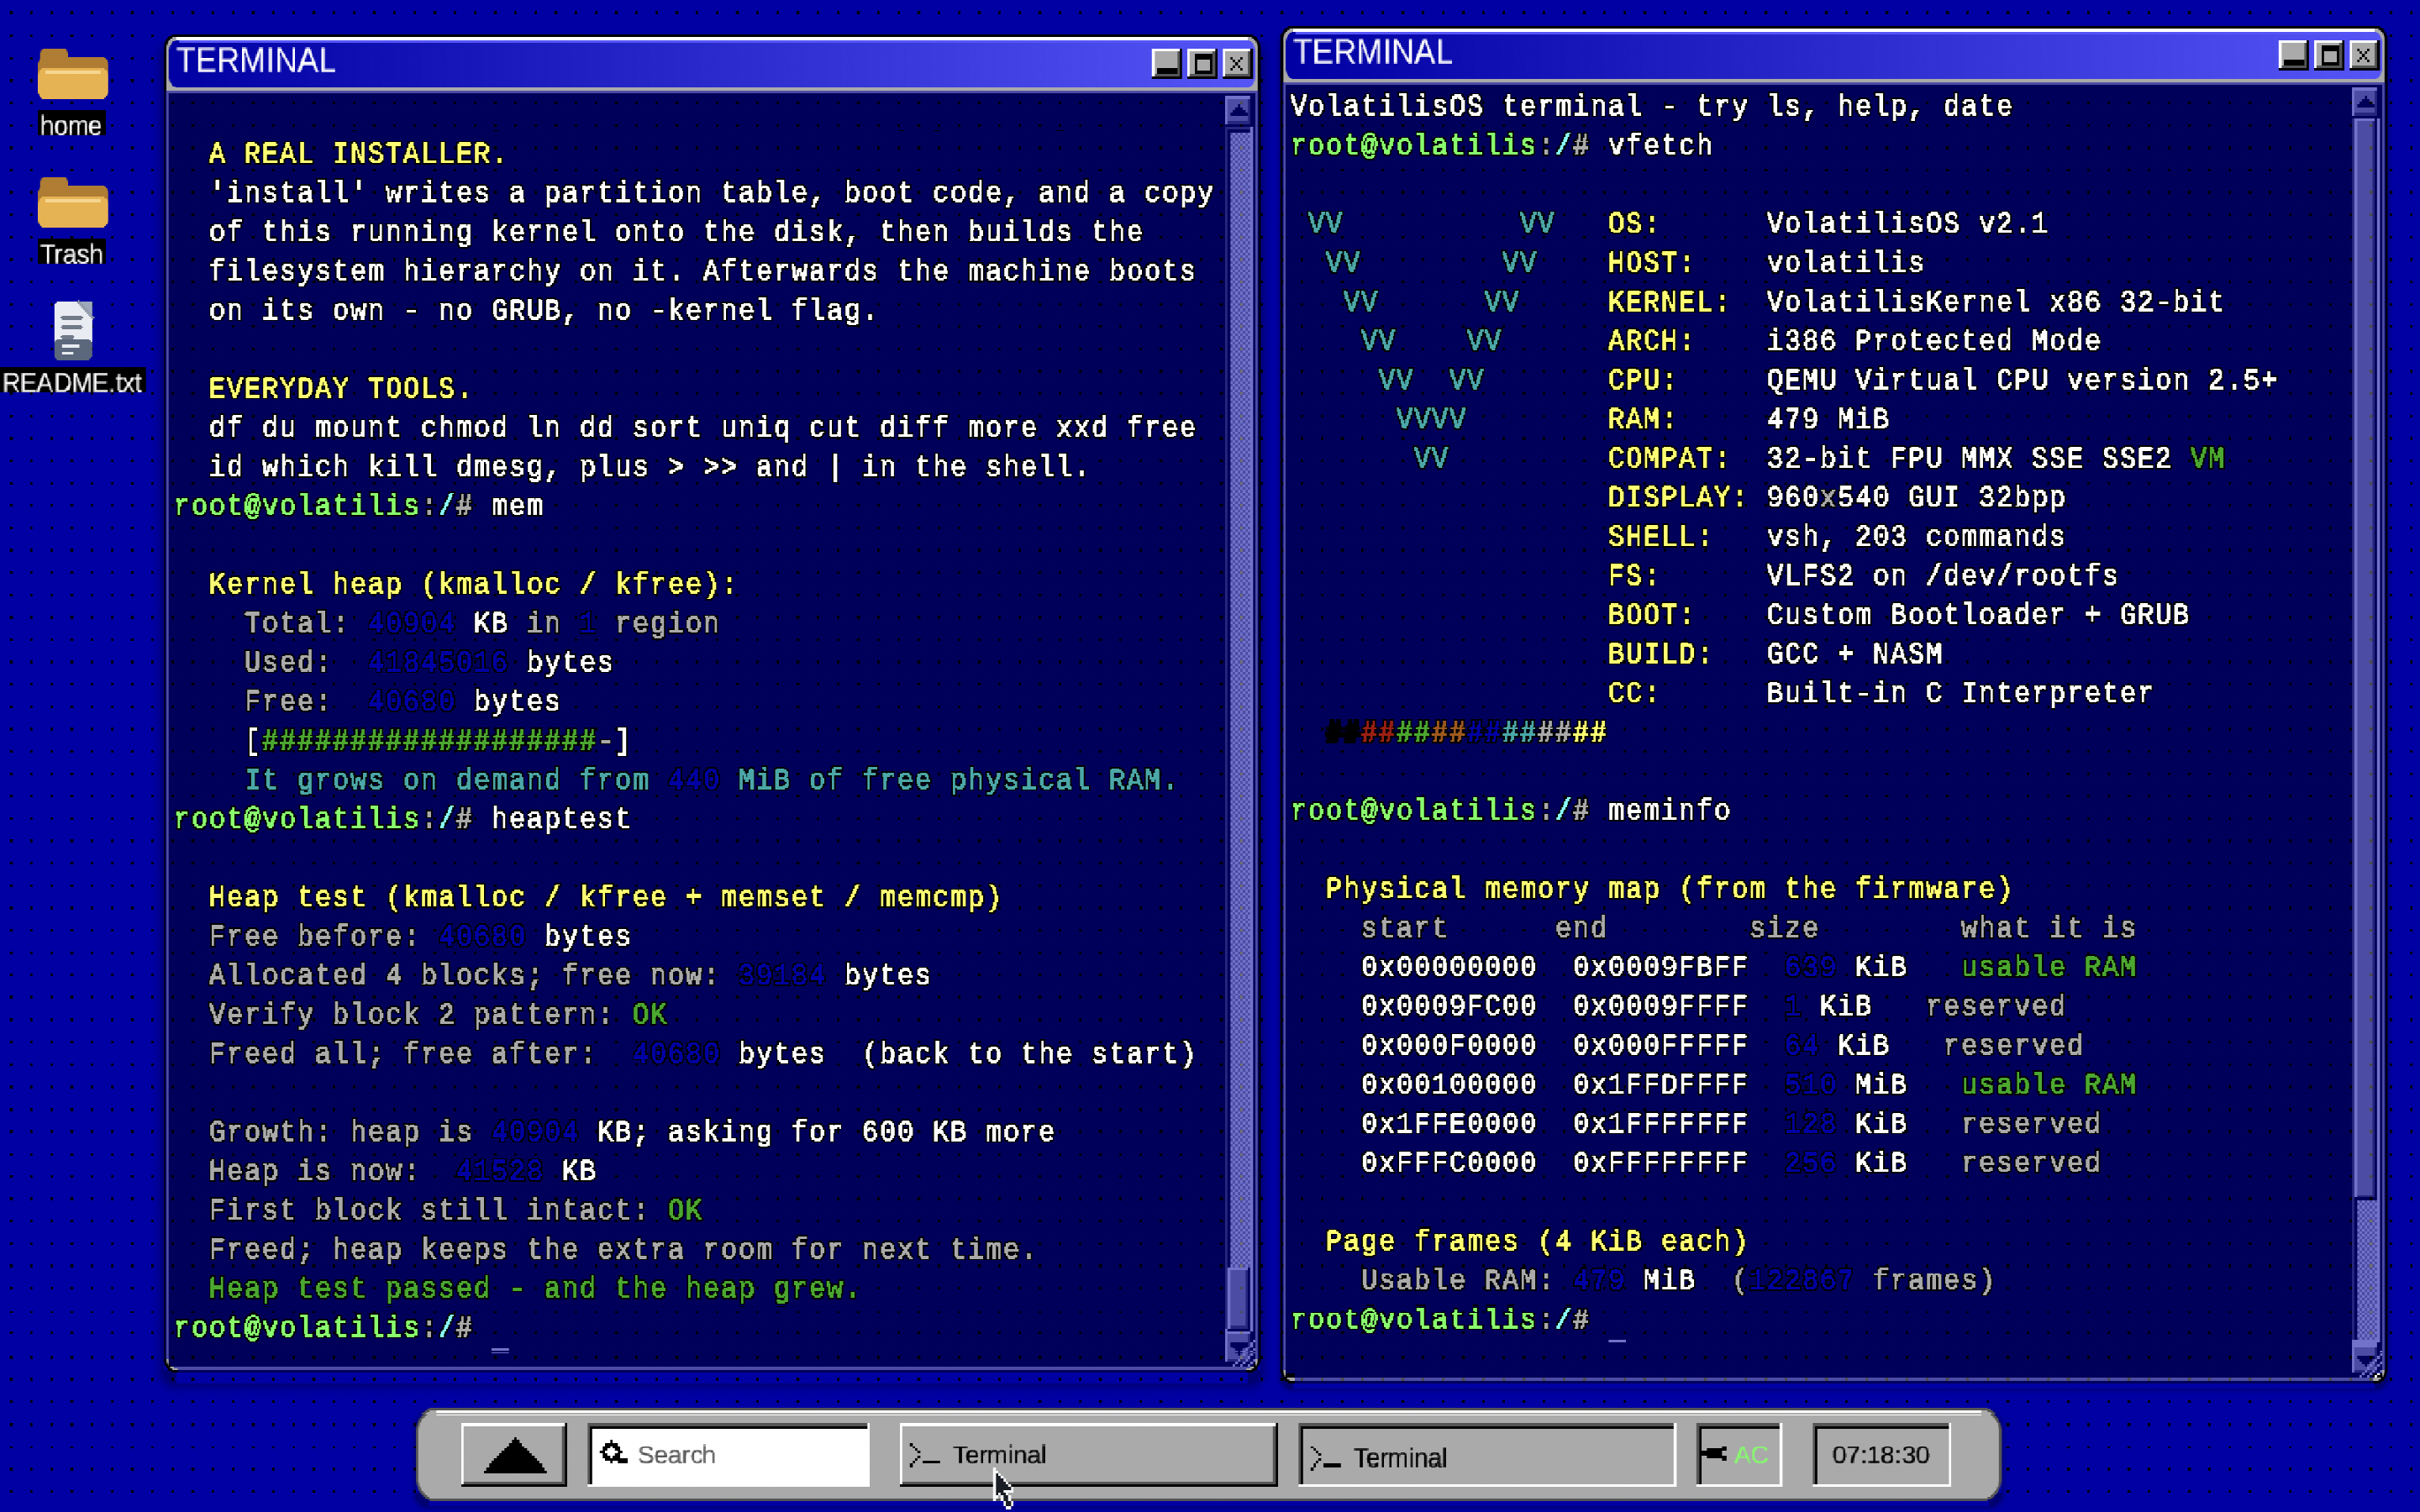 home
Trash
README.txt
TERMINAL
A REAL INSTALLER.
'install' writes a partition table, boot code, and a copy
of this running kernel onto the disk, then builds the
filesystem hierarchy on it. Afterwards the machine boots
on its own - no GRUB, no -kernel flag.
EVERYDAY TOOLS.
df du mount chmod ln dd sort uniq cut diff more xxd free
id which kill dmesg, plus > >> and | in the shell.
root@volatilis:/# mem
Kernel heap (kmalloc / kfree):
Total: 40904 KB in 1 region
Used: 41845016 bytes
Free: 40680 bytes
[###################-]
It grows on demand from 440 MiB of free physical RAM.
root@volatilis:/# heaptest
Heap test (kmalloc / kfree + memset / memcmp)
Free before: 40680 bytes
Allocated 4 blocks; free now: 39184 bytes
Verify block 2 pattern: OK
Freed all; free after: 40680 bytes (back to the start)
Growth: heap is 40904 KB; asking for 600 KB more
Heap is now: 41528 KB
First block still intact: OK
Freed; heap keeps the extra room for next time.
Heap test passed - and the heap grew.
root@volatilis:/# _
TERMINAL
VolatilisOS terminal - try ls, help, date
root@volatilis:/# vfetch
VV VV OS: VolatilisOS v2.1
VV VV HOST: volatilis
VV VV KERNEL: VolatilisKernel x86 32-bit
VV VV ARCH: i386 Protected Mode
VV VV CPU: QEMU Virtual CPU version 2.5+
VVVV RAM: 479 MiB
VV COMPAT: 32-bit FPU MMX SSE SSE2 VM
DISPLAY: 960x540 GUI 32bpp
SHELL: vsh, 203 commands
FS: VLFS2 on /dev/rootfs
BOOT: Custom Bootloader + GRUB
BUILD: GCC + NASM
CC: Built-in C Interpreter
################
root@volatilis:/# meminfo
Physical memory map (from the firmware)
start end size what it is
0x00000000 0x0009FBFF 639 KiB usable RAM
0x0009FC00 0x0009FFFF 1 KiB reserved
0x000F0000 0x000FFFFF 64 KiB reserved
0x00100000 0x1FFDFFFF 510 MiB usable RAM
0x1FFE0000 0x1FFFFFFF 128 KiB reserved
0xFFFC0000 0xFFFFFFFF 256 KiB reserved
Page frames (4 KiB each)
Usable RAM: 479 MiB (122867 frames)
root@volatilis:/# _
Search
Terminal
Terminal
AC
07:18:30